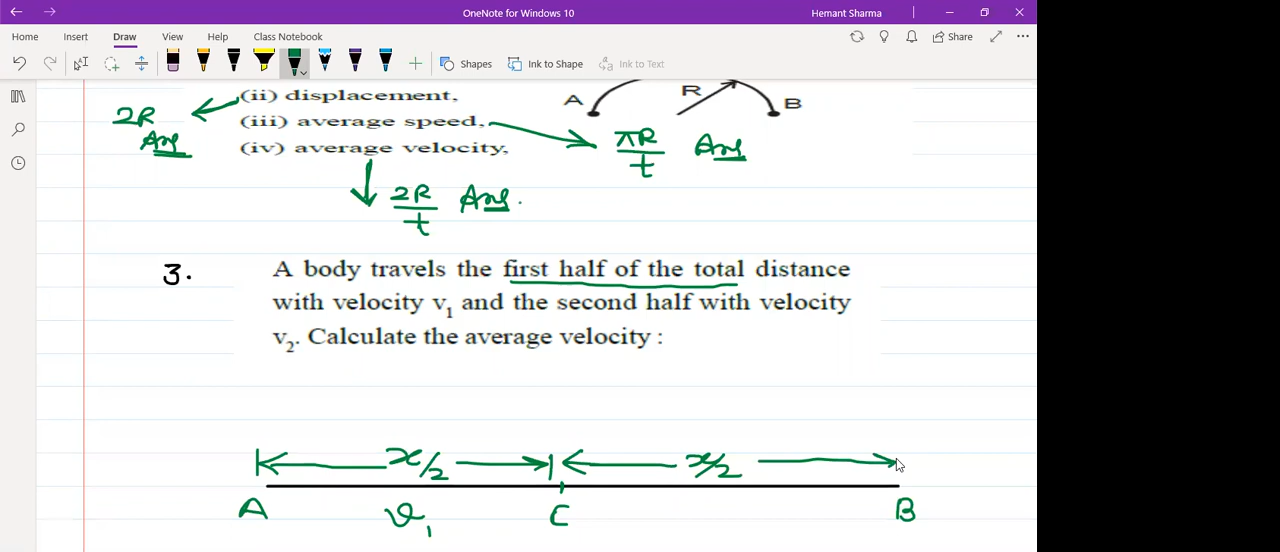 OneNote for Windows 10
Hemant Sharma
Home Insert Draw View Help Class Notebook
Share
Shapes Ink to Shape Ink to Text
(ii) displacement,
2R
Ans
(iii) average speed,
πR/t Ans
(iv) average velocity,
2R/t Ans.
A R B
3. A body travels the first half of the total distance
with velocity v₁ and the second half with velocity
v₂. Calculate the average velocity :
x/2 x/2
A v₁ C B